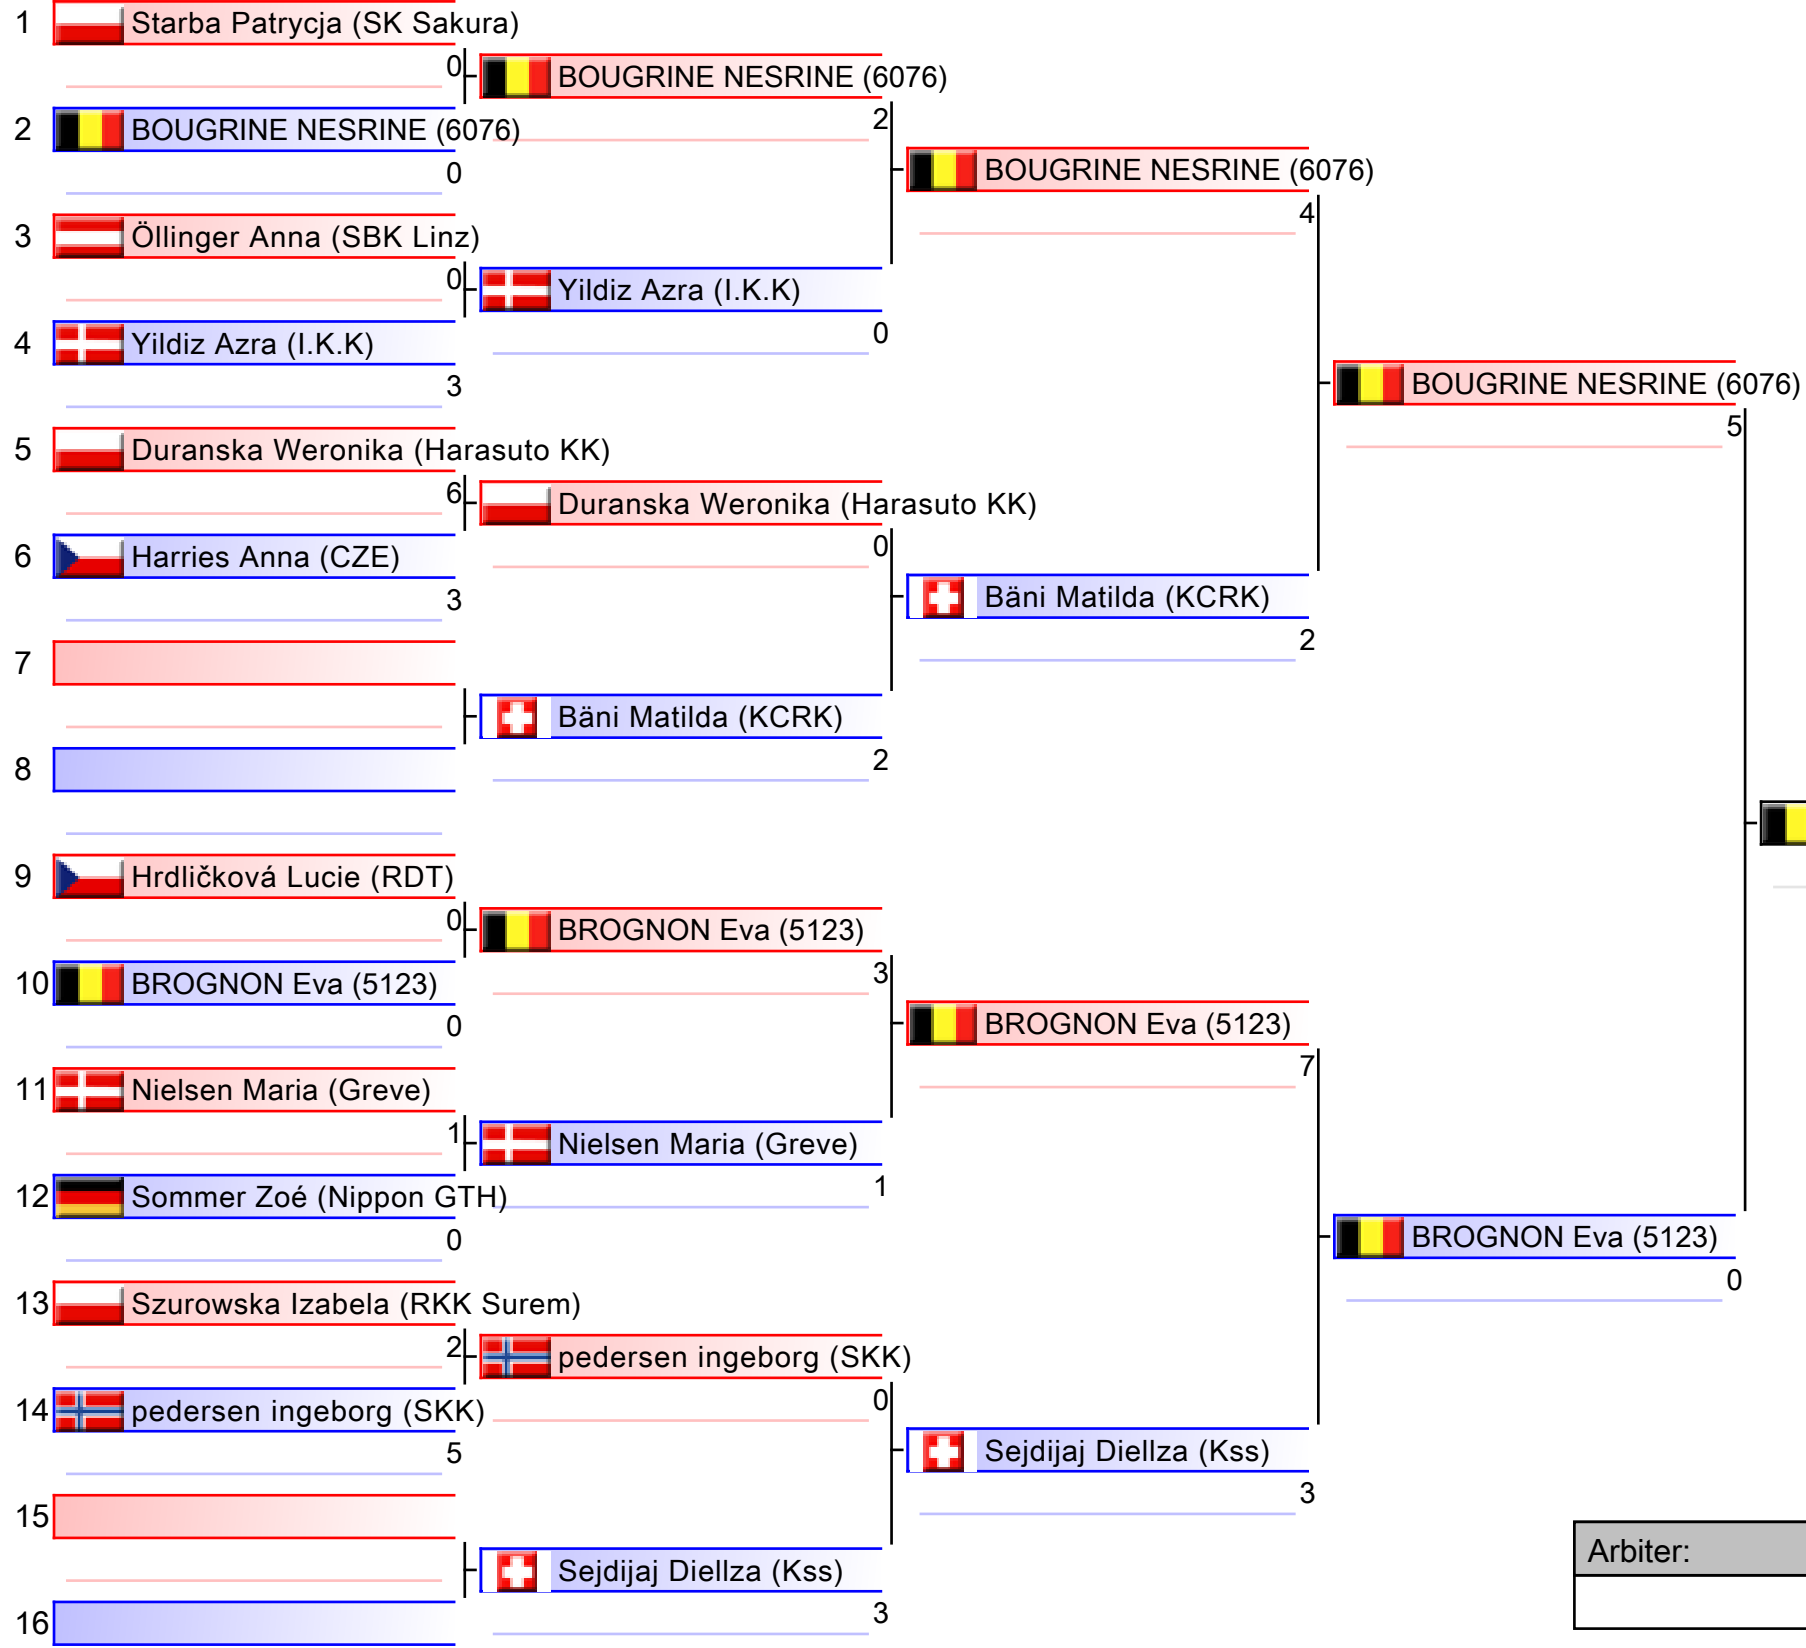 1 Starba Patrycja (SK Sakura)
0
BOUGRINE NESRINE (6076)
2
2 BOUGRINE NESRINE (6076)
0
BOUGRINE NESRINE (6076)
4
3 Öllinger Anna (SBK Linz)
0
Yildiz Azra (I.K.K)
0
4 Yildiz Azra (I.K.K)
3
BOUGRINE NESRINE (6076)
5
5 Duranska Weronika (Harasuto KK)
6
Duranska Weronika (Harasuto KK)
0
6 Harries Anna (CZE)
3
Bäni Matilda (KCRK)
2
7
Bäni Matilda (KCRK)
2
8
9 Hrdličková Lucie (RDT)
0
BROGNON Eva (5123)
3
10 BROGNON Eva (5123)
0
BROGNON Eva (5123)
7
11 Nielsen Maria (Greve)
1
Nielsen Maria (Greve)
1
12 Sommer Zoé (Nippon GTH)
0
BROGNON Eva (5123)
0
13 Szurowska Izabela (RKK Surem)
2
pedersen ingeborg (SKK)
0
14 pedersen ingeborg (SKK)
5
Sejdijaj Diellza (Kss)
3
15
Sejdijaj Diellza (Kss)
3
16
Arbiter: